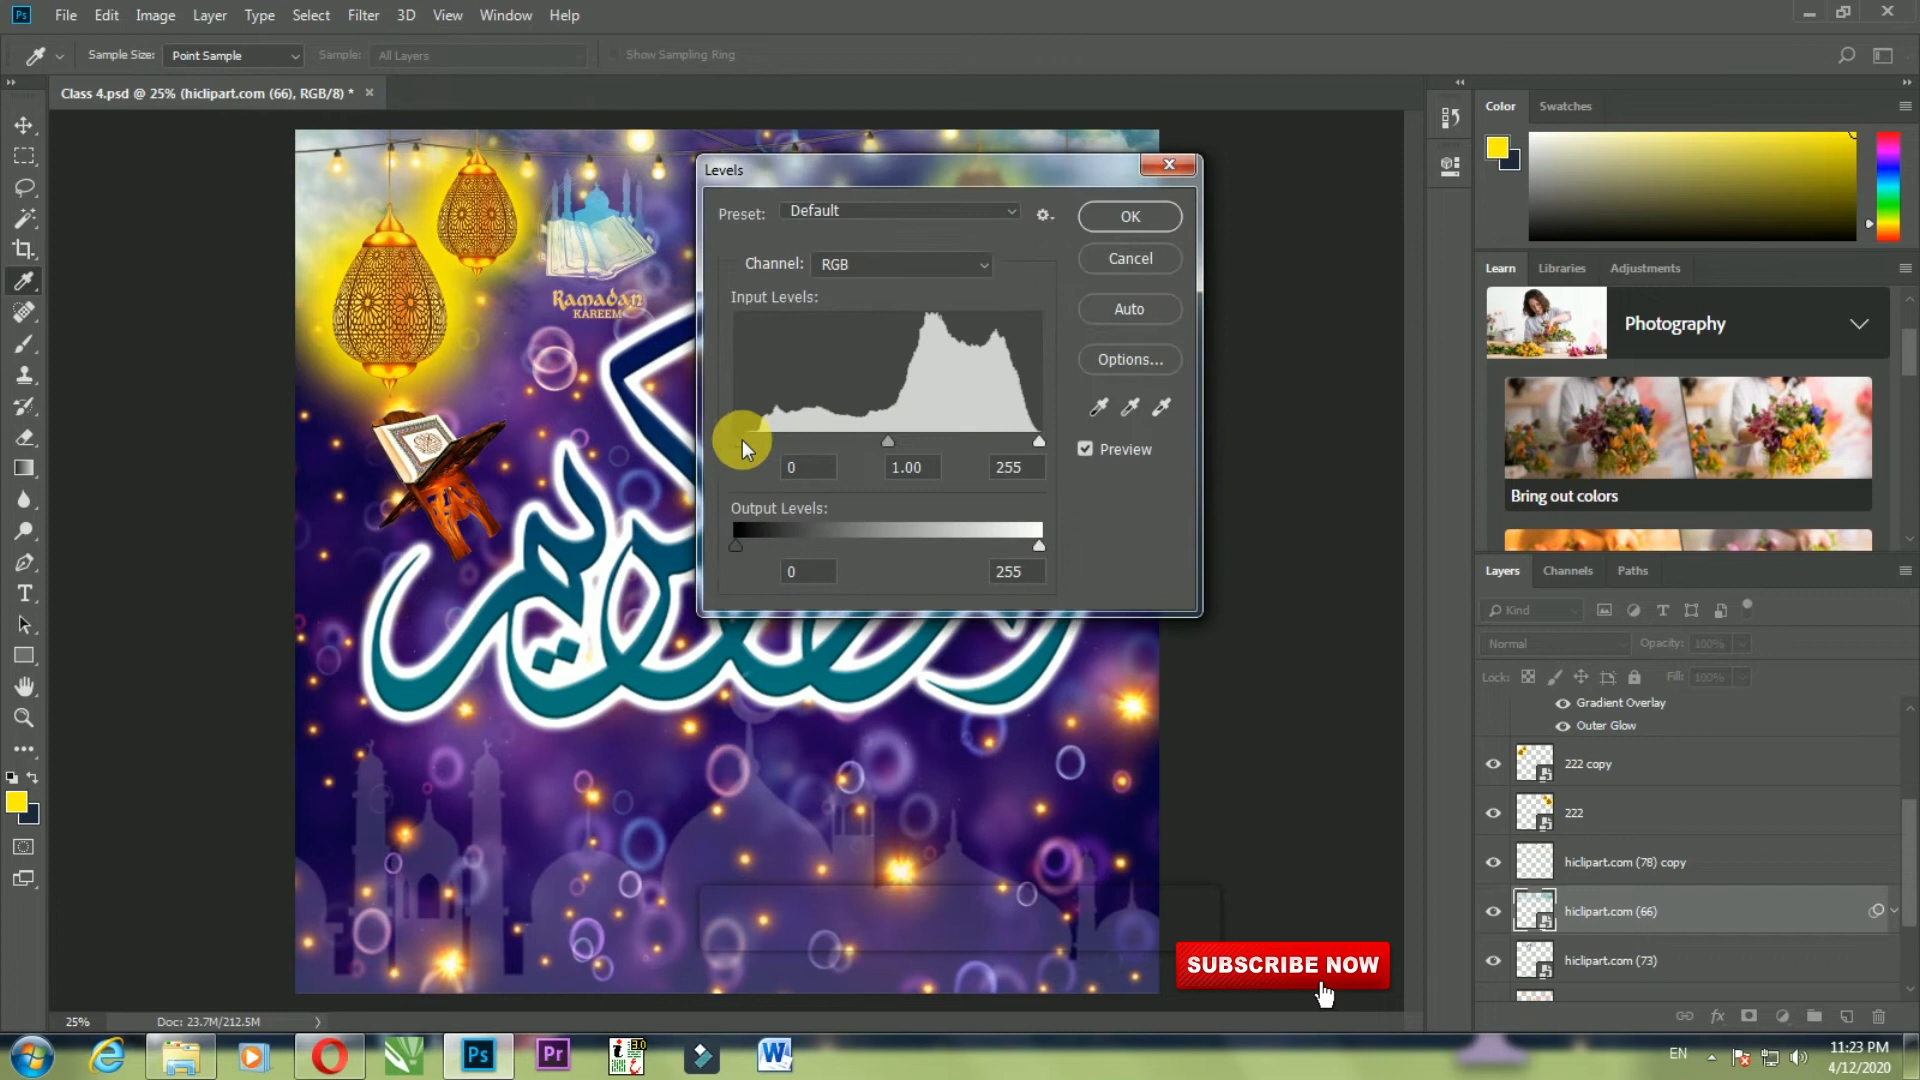 Ps File Edit Image Layer Type Select Filter 3D View Window Help
Sample Size: Point Sample Sample: All Layers Show Sampling Ring
Class 4.psd @ 25% (hiclipart.com (66), RGB/8) * ×
Ramadan
KAREEM
كريم
Levels
Preset: Default
OK
Channel: RGB
Cancel
Input Levels:
Auto
Options...
Preview
0 1.00 255
Output Levels:
0 255
SUBSCRIBE NOW
Color Swatches
Learn Libraries Adjustments
Photography
Bring out colors
Layers Channels Paths
Kind
Normal Opacity: 100%
Lock: Fill: 100%
Gradient Overlay
Outer Glow
222 copy
222
hiclipart.com (78) copy
hiclipart.com (66)
hiclipart.com (73)
fx
25% Doc: 23.7M/212.5M
Ps Pr W
EN
11:23 PM
4/12/2020